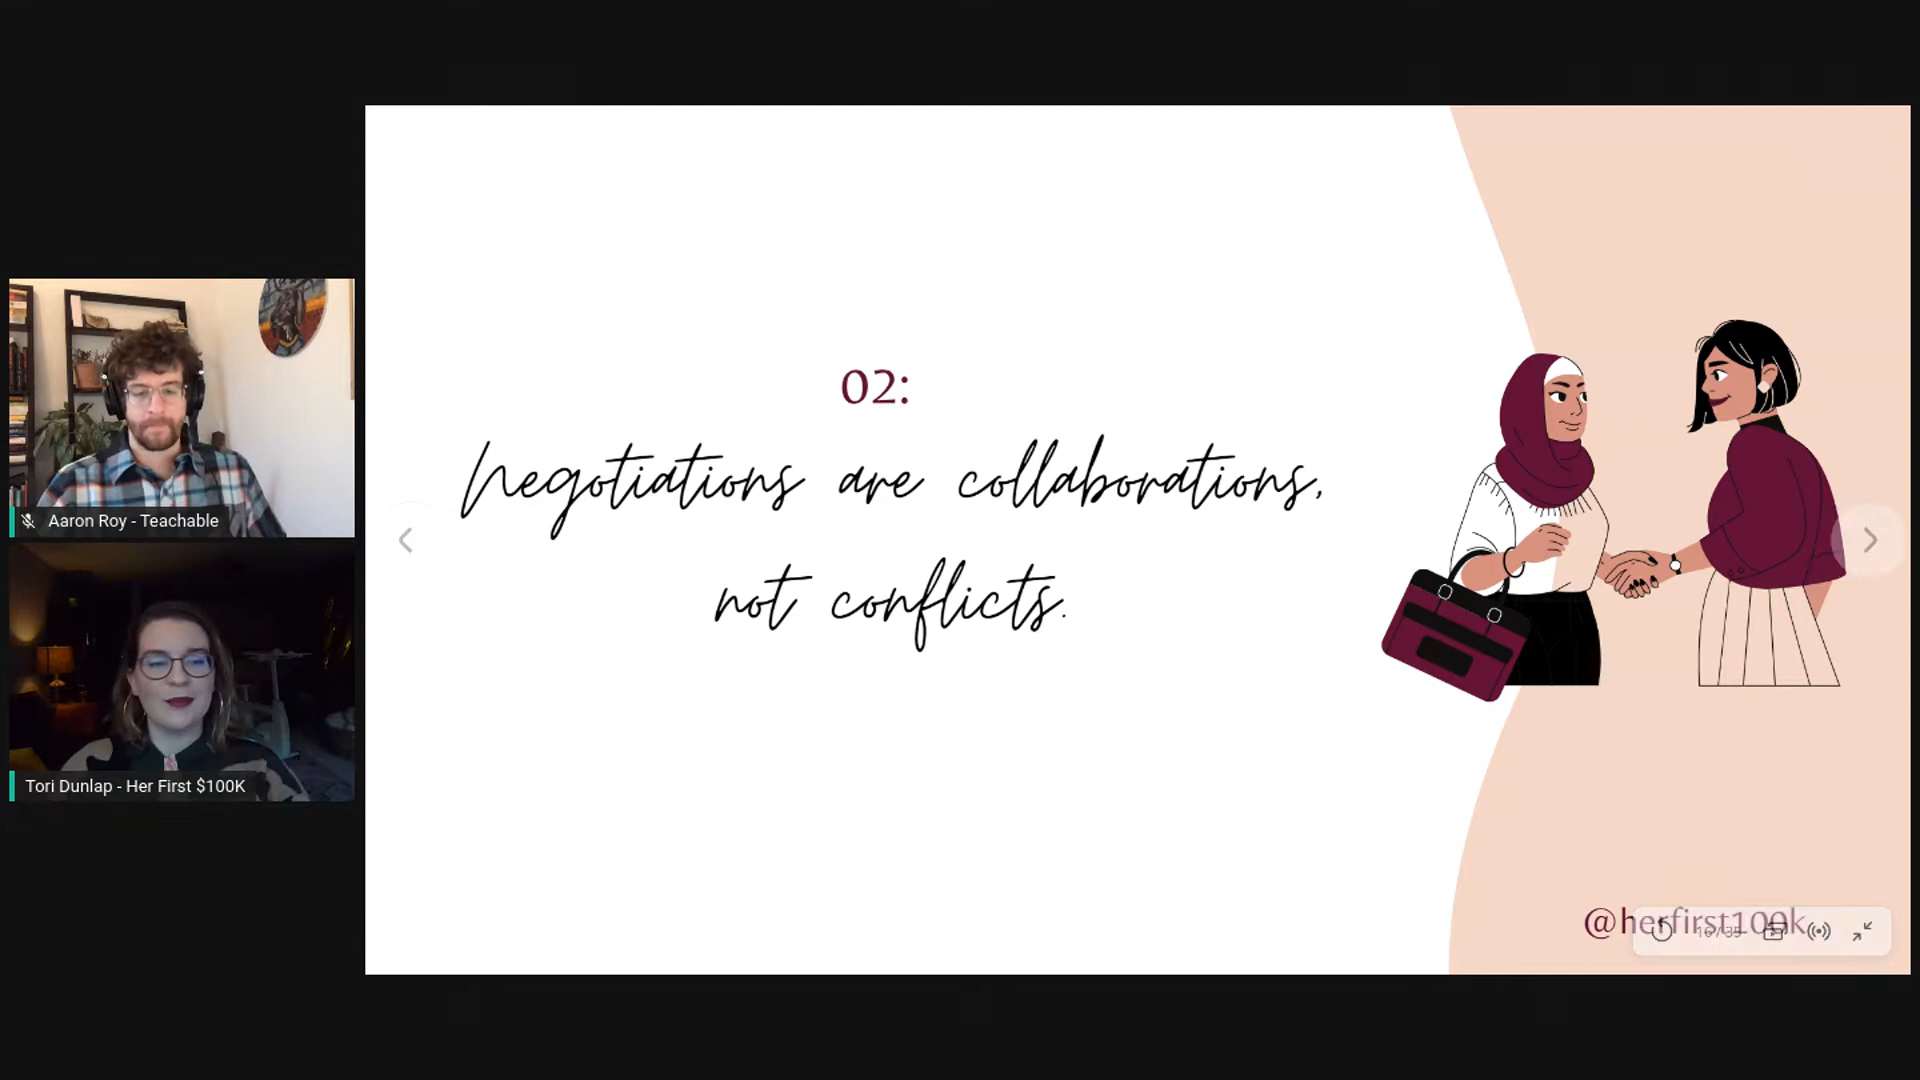 02:
Negotiations are collaborations,
not conflicts.
Aaron Roy - Teachable
Tori Dunlap - Her First $100K
@herfirst100k